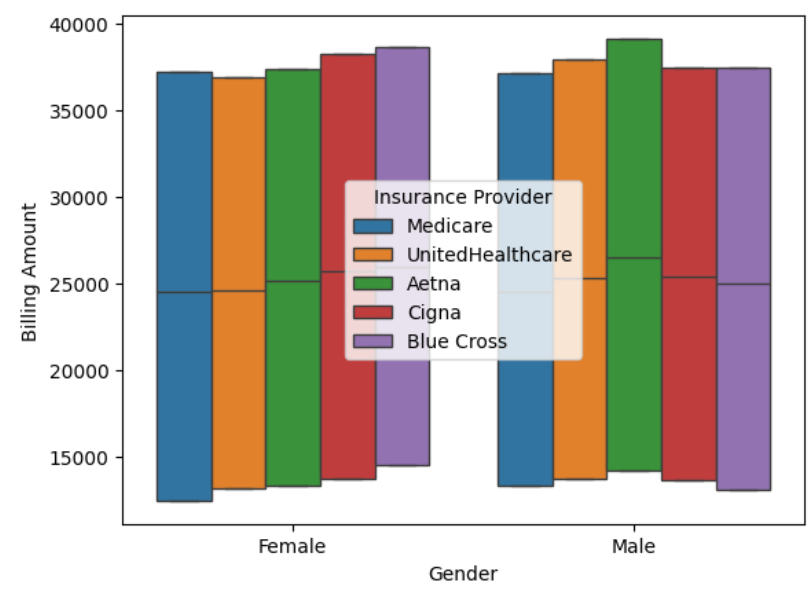 40000
35000
30000
25000
20000
15000
Billing Amount
Insurance Provider
Medicare
UnitedHealthcare
Aetna
Cigna
Blue Cross
Female
Male
Gender